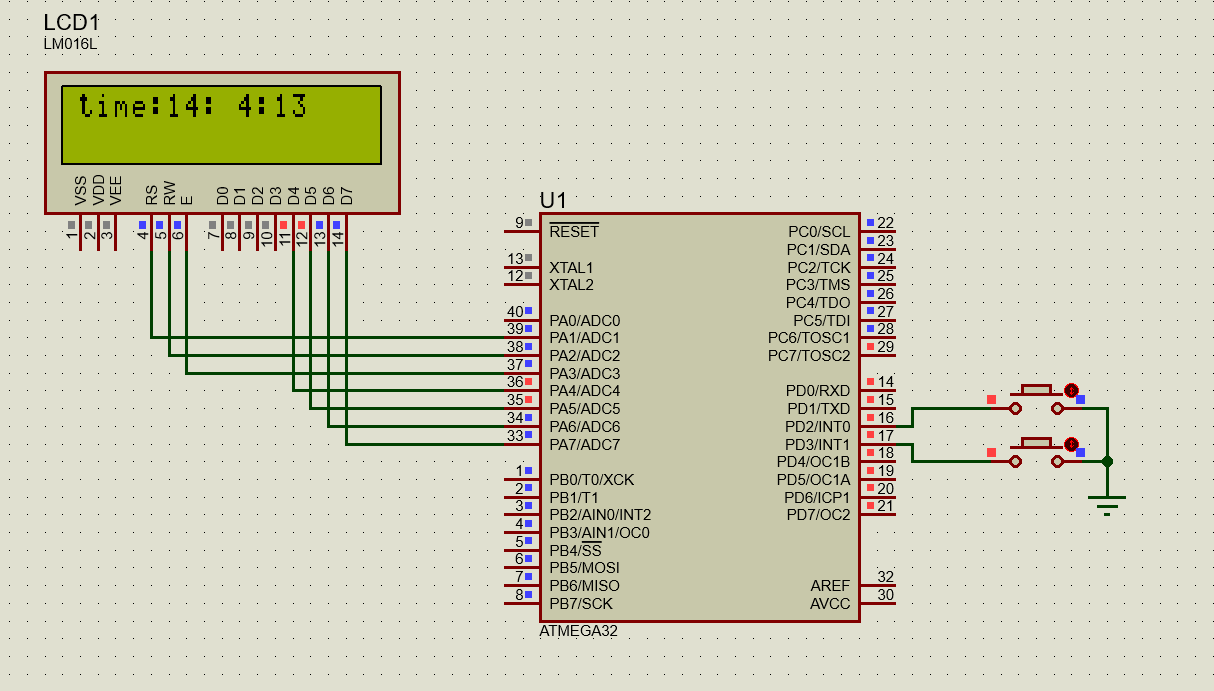 LCD1
LM016L
time:14: 4:13
VSS
VDD
VEE
RS
RW
E
D0
D1
D2
D3
D4
D5
D6
D7
1
2
3
4
5
6
7
8
9
10
11
12
13
14
U1
9 RESET
13 XTAL1
12 XTAL2
40 PA0/ADC0
39 PA1/ADC1
38 PA2/ADC2
37 PA3/ADC3
36 PA4/ADC4
35 PA5/ADC5
34 PA6/ADC6
33 PA7/ADC7
1 PB0/T0/XCK
2 PB1/T1
3 PB2/AIN0/INT2
4 PB3/AIN1/OC0
5 PB4/SS
6 PB5/MOSI
7 PB6/MISO
8 PB7/SCK
PC0/SCL 22
PC1/SDA 23
PC2/TCK 24
PC3/TMS 25
PC4/TDO 26
PC5/TDI 27
PC6/TOSC1 28
PC7/TOSC2 29
PD0/RXD 14
PD1/TXD 15
PD2/INT0 16
PD3/INT1 17
PD4/OC1B 18
PD5/OC1A 19
PD6/ICP1 20
PD7/OC2 21
AREF 32
AVCC 30
ATMEGA32